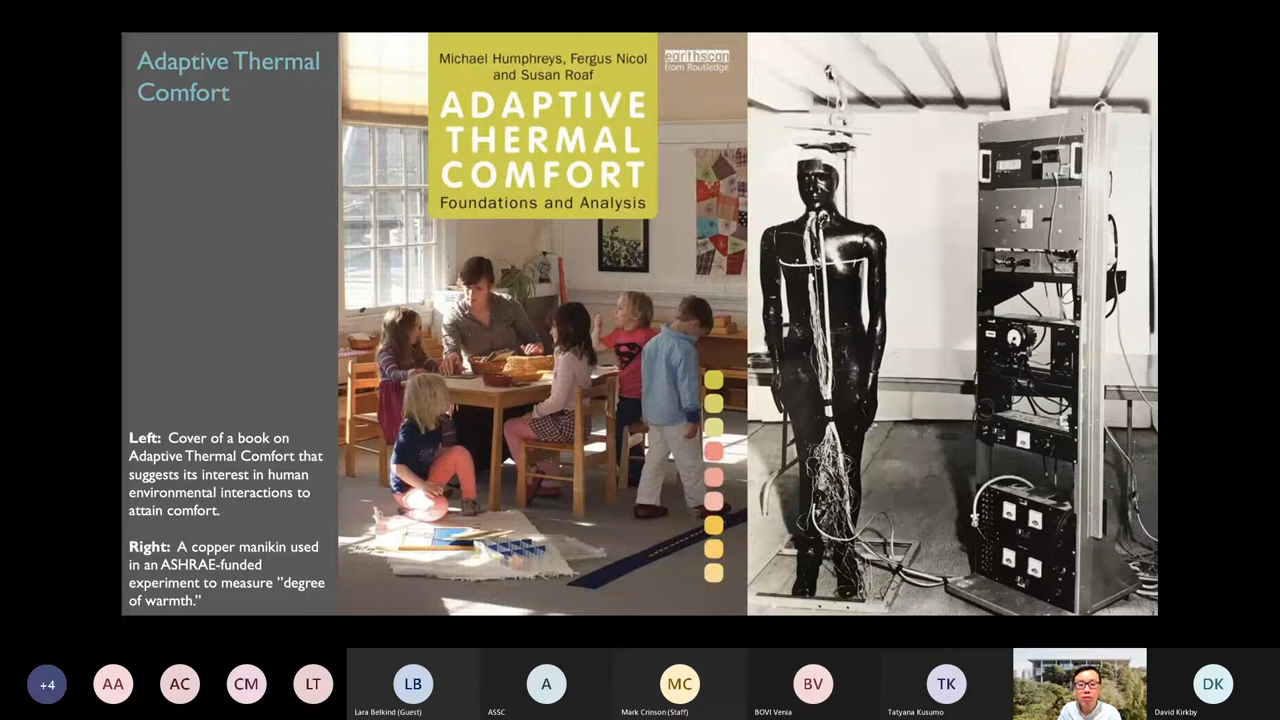 Adaptive Thermal
Comfort
Left: Cover of a book on
Adaptive Thermal Comfort that
suggests its interest in human
environmental interactions to
attain comfort.
Right: A copper manikin used
in an ASHRAE-funded
experiment to measure ”degree
of warmth.”
Michael Humphreys, Fergus Nicol
and Susan Roaf
ADAPTIVE
THERMAL
COMFORT
Foundations and Analysis
earthscan
from Routledge
+4
AA
AC
CM
LT
LB
Lara Belkind (Guest)
A
ASSC
MC
Mark Crinson (Staff)
BV
BOVI Venia
TK
Tatyana Kusumo
DK
David Kirkby